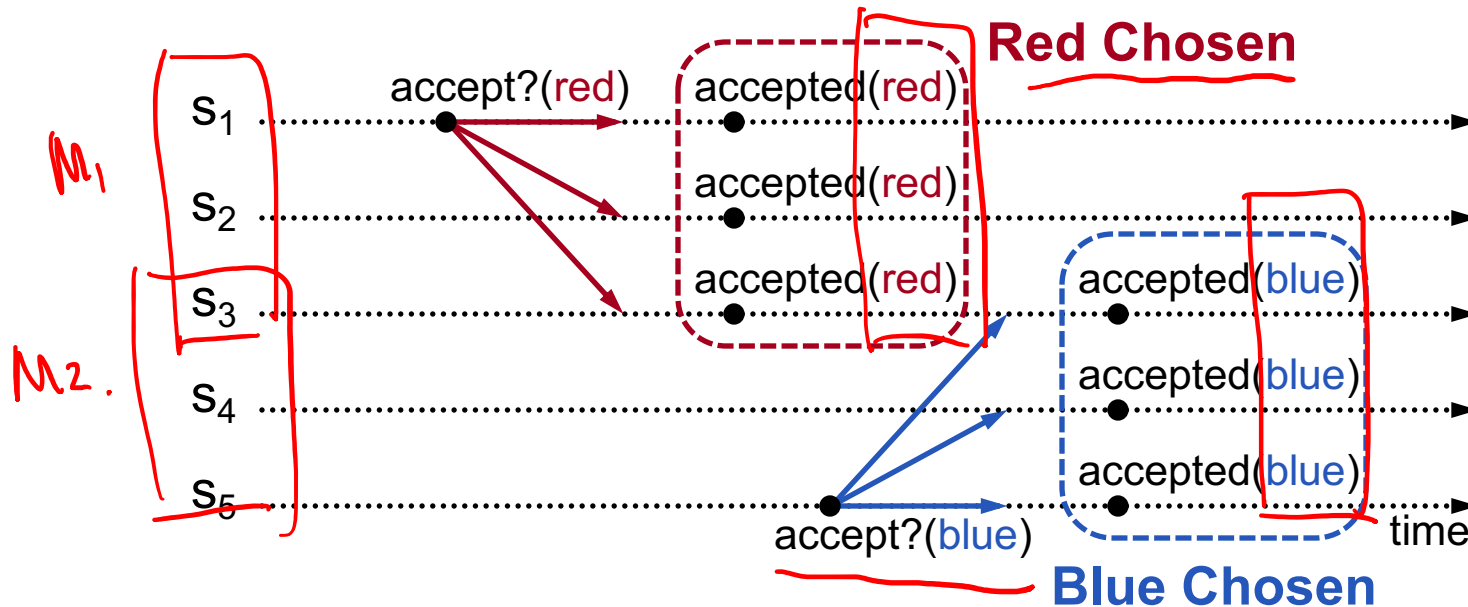 Red Chosen
accept?(red) accepted(red)
M1 S1
accepted(red)
S2
accepted(red) accepted(blue)
S3
M2.
accepted(blue)
S4
accepted(blue)
S5
accept?(blue) time
Blue Chosen